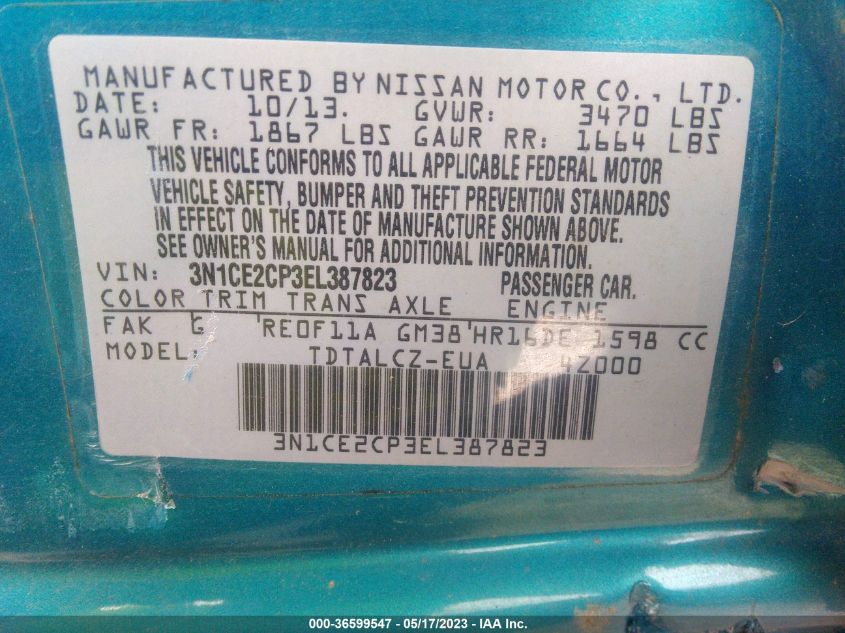 MANUFACTURED BY NISSAN MOTOR CO., LTD.
DATE: 10/13. GVWR: 3470 LBS
GAWR FR: 1867 LBS GAWR RR: 1664 LBS
THIS VEHICLE CONFORMS TO ALL APPLICABLE FEDERAL MOTOR
VEHICLE SAFETY, BUMPER AND THEFT PREVENTION STANDARDS
IN EFFECT ON THE DATE OF MANUFACTURE SHOWN ABOVE.
SEE OWNER'S MANUAL FOR ADDITIONAL INFORMATION.
VIN: 3N1CE2CP3EL387823 PASSENGER CAR.
COLOR TRIM TRANS AXLE ENGINE
FAK G RE0F11A GM38 HR16DE 1598 CC
MODEL: TDTALCZ-EUA 42000
3N1CE2CP3EL387823
000-36599547 — 05/17/2023 — IAA Inc.